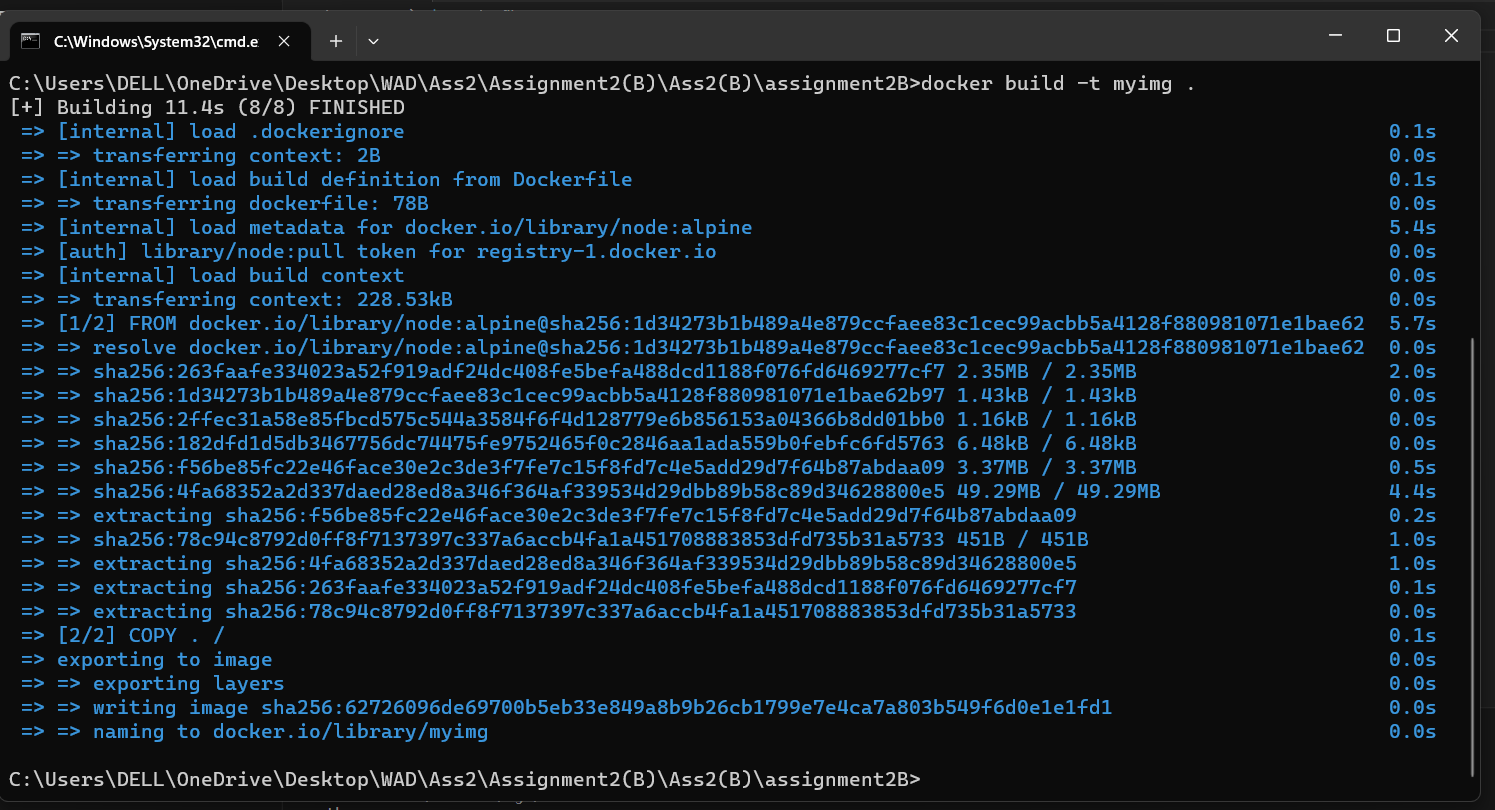 C:\Windows\System32\cmd.e
C:\Users\DELL\OneDrive\Desktop\WAD\Ass2\Assignment2(B)\Ass2(B)\assignment2B>docker build -t myimg .
[+] Building 11.4s (8/8) FINISHED
=> [internal] load .dockerignore 0.1s
=> => transferring context: 2B 0.0s
=> [internal] load build definition from Dockerfile 0.1s
=> => transferring dockerfile: 78B 0.0s
=> [internal] load metadata for docker.io/library/node:alpine 5.4s
=> [auth] library/node:pull token for registry-1.docker.io 0.0s
=> [internal] load build context 0.0s
=> => transferring context: 228.53kB 0.0s
=> [1/2] FROM docker.io/library/node:alpine@sha256:1d34273b1b489a4e879ccfaee83c1cec99acbb5a4128f880981071e1bae62 5.7s
=> => resolve docker.io/library/node:alpine@sha256:1d34273b1b489a4e879ccfaee83c1cec99acbb5a4128f880981071e1bae62 0.0s
=> => sha256:263faafe334023a52f919adf24dc408fe5befa488dcd1188f076fd6469277cf7 2.35MB / 2.35MB 2.0s
=> => sha256:1d34273b1b489a4e879ccfaee83c1cec99acbb5a4128f880981071e1bae62b97 1.43kB / 1.43kB 0.0s
=> => sha256:2ffec31a58e85fbcd575c544a3584f6f4d128779e6b856153a04366b8dd01bb0 1.16kB / 1.16kB 0.0s
=> => sha256:182dfd1d5db3467756dc74475fe9752465f0c2846aa1ada559b0febfc6fd5763 6.48kB / 6.48kB 0.0s
=> => sha256:f56be85fc22e46face30e2c3de3f7fe7c15f8fd7c4e5add29d7f64b87abdaa09 3.37MB / 3.37MB 0.5s
=> => sha256:4fa68352a2d337daed28ed8a346f364af339534d29dbb89b58c89d34628800e5 49.29MB / 49.29MB 4.4s
=> => extracting sha256:f56be85fc22e46face30e2c3de3f7fe7c15f8fd7c4e5add29d7f64b87abdaa09 0.2s
=> => sha256:78c94c8792d0ff8f7137397c337a6accb4fa1a451708883853dfd735b31a5733 451B / 451B 1.0s
=> => extracting sha256:4fa68352a2d337daed28ed8a346f364af339534d29dbb89b58c89d34628800e5 1.0s
=> => extracting sha256:263faafe334023a52f919adf24dc408fe5befa488dcd1188f076fd6469277cf7 0.1s
=> => extracting sha256:78c94c8792d0ff8f7137397c337a6accb4fa1a451708883853dfd735b31a5733 0.0s
=> [2/2] COPY . / 0.1s
=> exporting to image 0.0s
=> => exporting layers 0.0s
=> => writing image sha256:62726096de69700b5eb33e849a8b9b26cb1799e7e4ca7a803b549f6d0e1e1fd1 0.0s
=> => naming to docker.io/library/myimg 0.0s
C:\Users\DELL\OneDrive\Desktop\WAD\Ass2\Assignment2(B)\Ass2(B)\assignment2B>